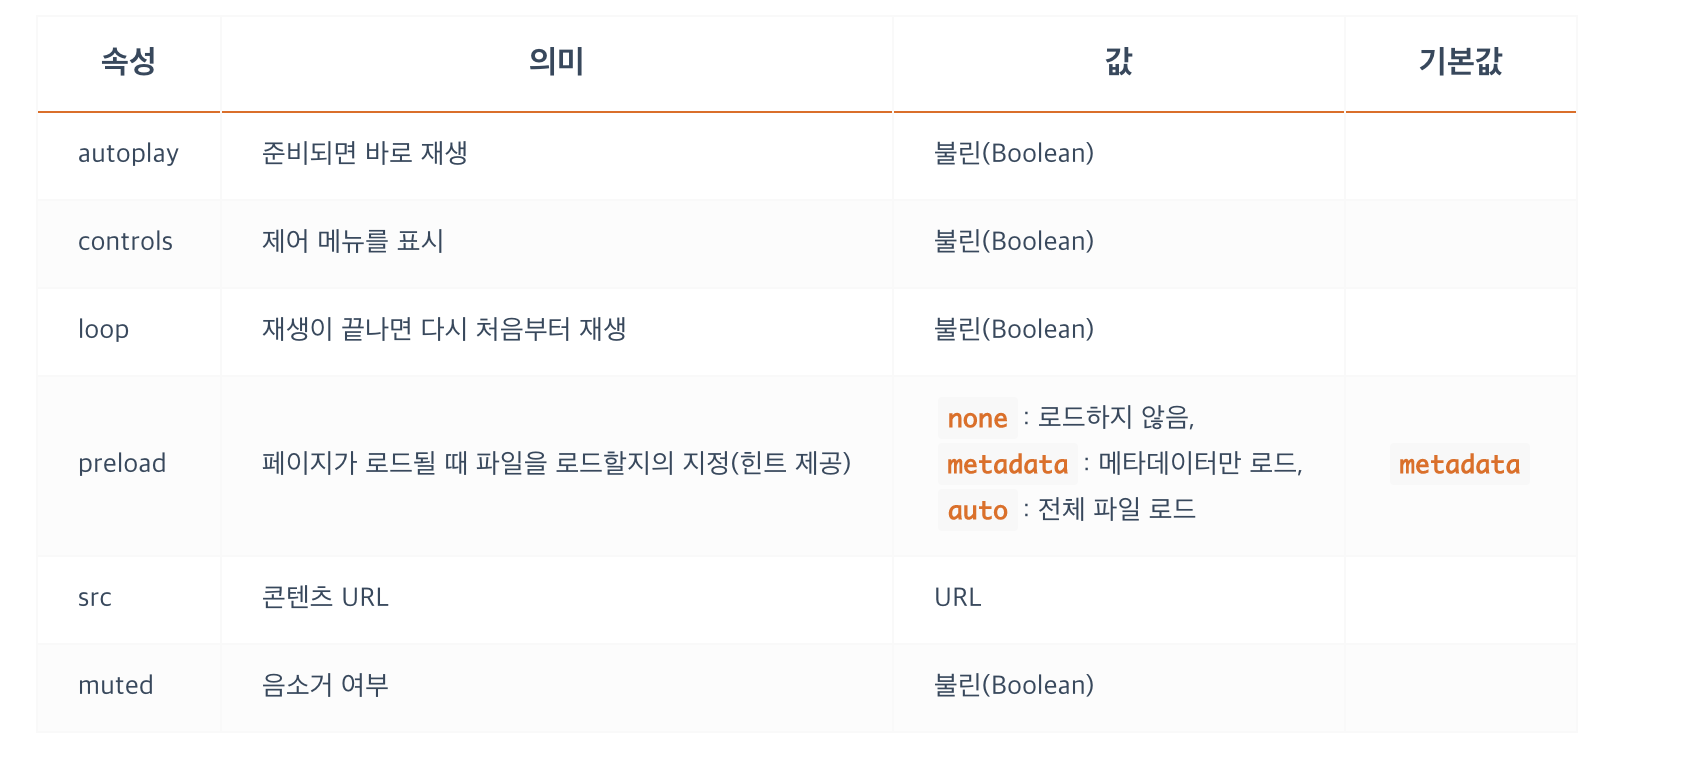 속성 의미 값 기본값
autoplay 준비되면 바로 재생 불린(Boolean)
controls 제어 메뉴를 표시 불린(Boolean)
loop 재생이 끝나면 다시 처음부터 재생 불린(Boolean)
none : 로드하지 않음,
preload 페이지가 로드될 때 파일을 로드할지의 지정(힌트 제공) metadata : 메타데이터만 로드, metadata
auto : 전체 파일 로드
src 콘텐츠 URL URL
muted 음소거 여부 불린(Boolean)